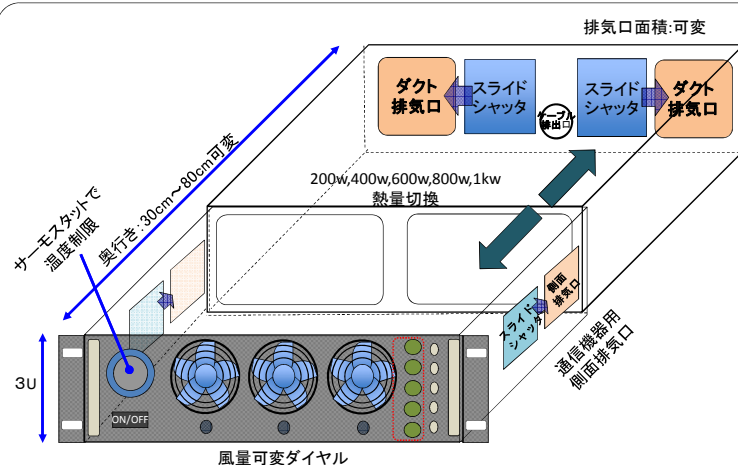 排気口面積:可変
ダクト
排気口
スライド
シャッタ
ケーブル
排出口
スライド
シャッタ
ダクト
排気口
200w,400w,600w,800w,1kw
熱量切換
奥行き:30cm～80cm可変
サーモスタットで
温度制限
側面
排気口
スライド
シャッタ
通信機器用
側面排気口
3U
ON/OFF
風量可変ダイヤル